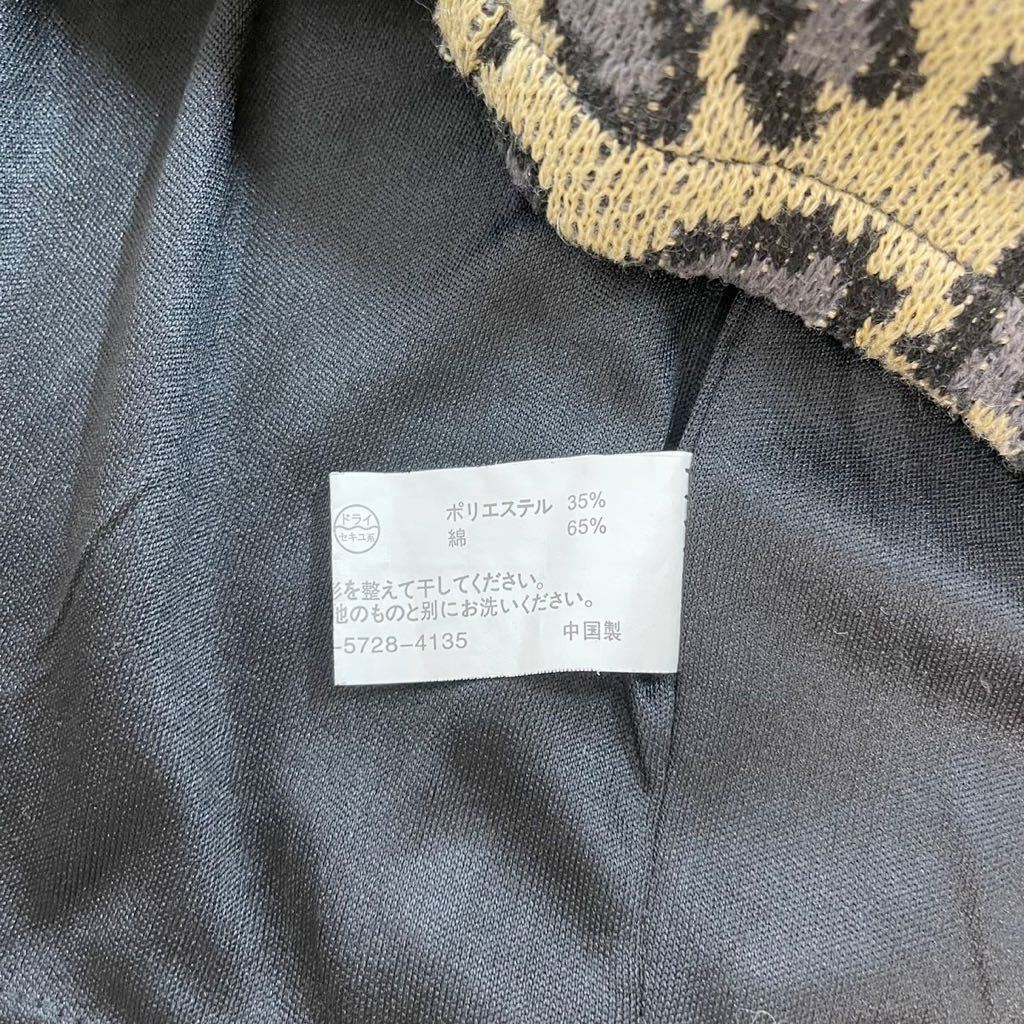 ドライ
セキユ系
ポリエステル 35%
綿 65%
を整えて干してください。
他のものと別にお洗いください。
-5728-4135 中国製